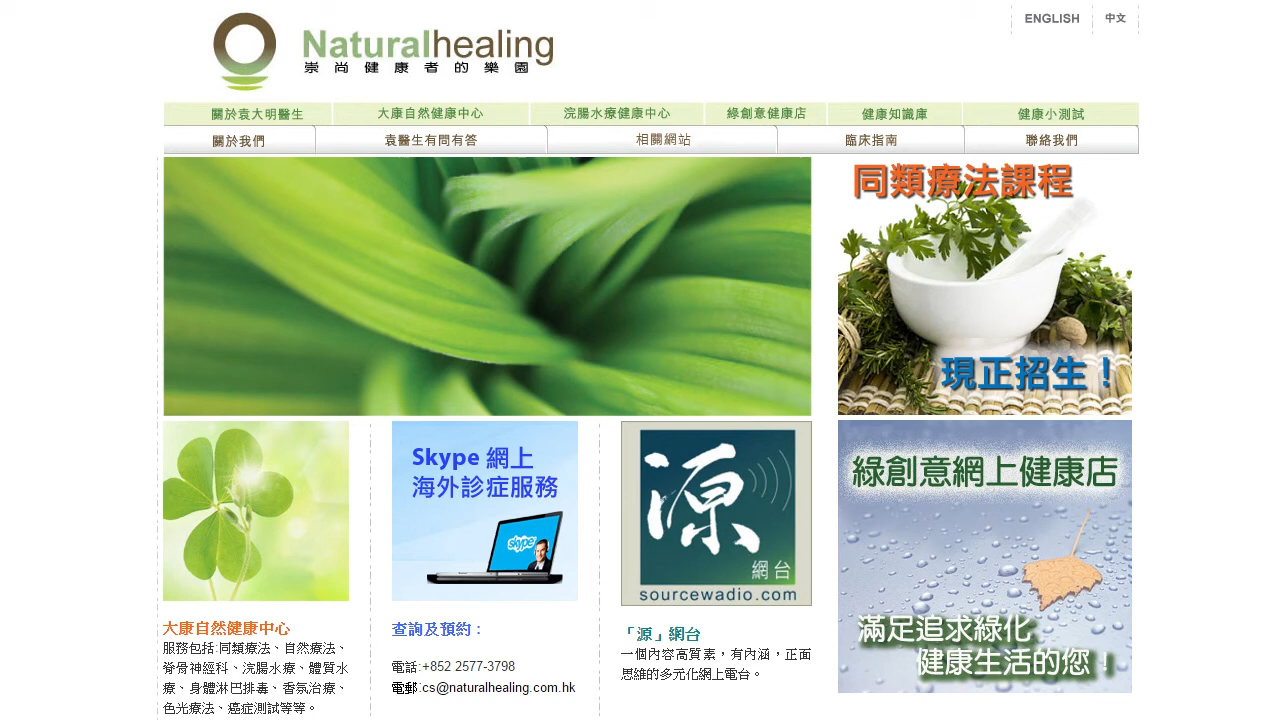 ENGLISH 中文
Naturalhealing
崇尚健康者的樂園
關於袁大明醫生 大康自然健康中心 浣腸水療健康中心 綠創意健康店 健康知識庫 健康小測試
關於我們 袁醫生有問有答 相關網站 臨床指南 聯絡我們
同類療法課程
現正招生！
Skype 網上
海外診症服務
skype
源
網台
sourcewadio.com
綠創意網上健康店
滿足追求綠化
健康生活的您！
大康自然健康中心
服務包括:同類療法、自然療法、
脊骨神經科、浣腸水療、體質水
療、身體淋巴排毒、香氛治療、
色光療法、癌症測試等等。
查詢及預約：
電話:+852 2577-3798
電郵:cs@naturalhealing.com.hk
「源」網台
一個內容高質素，有內涵，正面
思維的多元化網上電台。